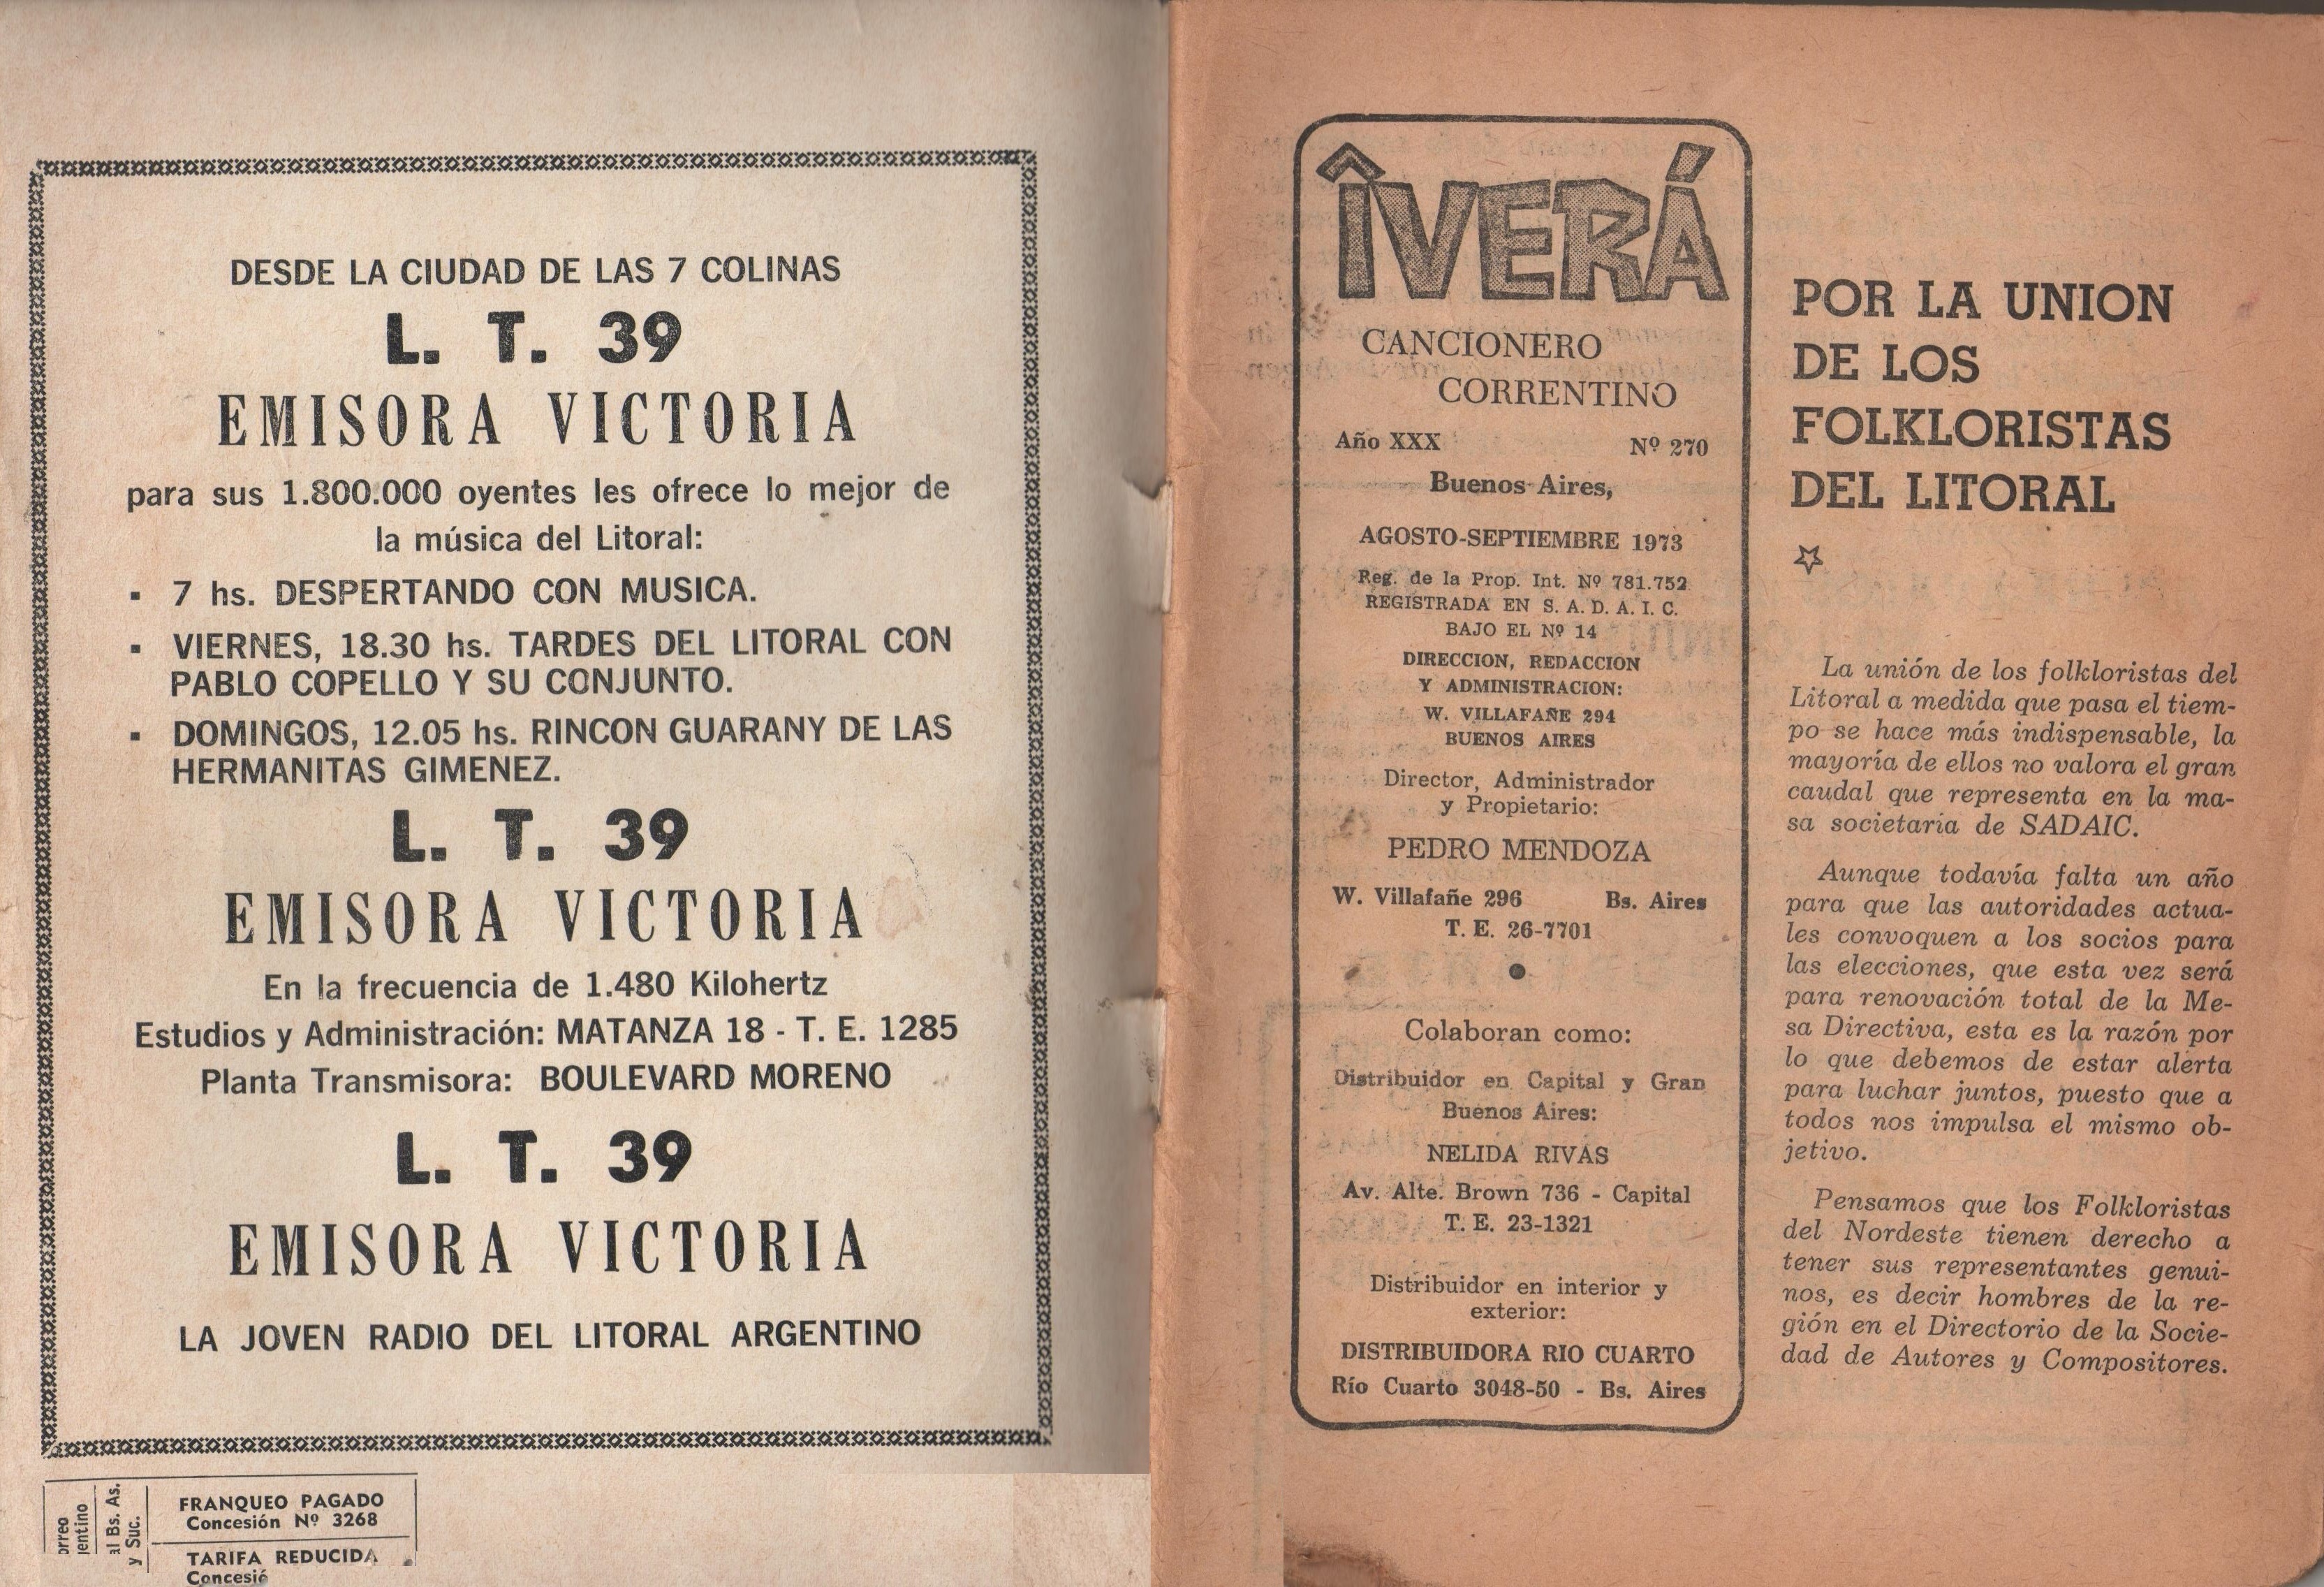 DESDE LA CIUDAD DE LAS 7 COLINAS
L. T. 39
EMISORA VICTORIA
para sus 1.800.000 oyentes les ofrece lo mejor de
la música del Litoral:
▪ 7 hs. DESPERTANDO CON MUSICA.
▪ VIERNES, 18.30 hs. TARDES DEL LITORAL CON
PABLO COPELLO Y SU CONJUNTO.
▪ DOMINGOS, 12.05 hs. RINCON GUARANY DE LAS
HERMANITAS GIMENEZ.
L. T. 39
EMISORA VICTORIA
En la frecuencia de 1.480 Kilohertz
Estudios y Administración: MATANZA 18 - T. E. 1285
Planta Transmisora: BOULEVARD MORENO
L. T. 39
EMISORA VICTORIA
LA JOVEN RADIO DEL LITORAL ARGENTINO
orreo
entino
al Bs. As.
y Suc.
FRANQUEO PAGADO
Concesión Nº 3268
TARIFA REDUCIDA
Concesió
ÎVERÁ
CANCIONERO
CORRENTINO
Año XXX Nº 270
Buenos Aires,
AGOSTO-SEPTIEMBRE 1973
Reg. de la Prop. Int. Nº 781.752
REGISTRADA EN S. A. D. A. I. C.
BAJO EL Nº 14
DIRECCION, REDACCION
Y ADMINISTRACION:
W. VILLAFAÑE 294
BUENOS AIRES
Director, Administrador
y Propietario:
PEDRO MENDOZA
W. Villafañe 296 Bs. Aires
T. E. 26-7701
Colaboran como:
Distribuidor en Capital y Gran
Buenos Aires:
NELIDA RIVAS
Av. Alte. Brown 736 - Capital
T. E. 23-1321
Distribuidor en interior y
exterior:
DISTRIBUIDORA RIO CUARTO
Río Cuarto 3048-50 - Bs. Aires
POR LA UNION
DE LOS
FOLKLORISTAS
DEL LITORAL
La unión de los folkloristas del
Litoral a medida que pasa el tiem-
po se hace más indispensable, la
mayoría de ellos no valora el gran
caudal que representa en la ma-
sa societaria de SADAIC.
Aunque todavía falta un año
para que las autoridades actua-
les convoquen a los socios para
las elecciones, que esta vez será
para renovación total de la Me-
sa Directiva, esta es la razón por
lo que debemos de estar alerta
para luchar juntos, puesto que a
todos nos impulsa el mismo ob-
jetivo.
Pensamos que los Folkloristas
del Nordeste tienen derecho a
tener sus representantes genui-
nos, es decir hombres de la re-
gión en el Directorio de la Socie-
dad de Autores y Compositores.